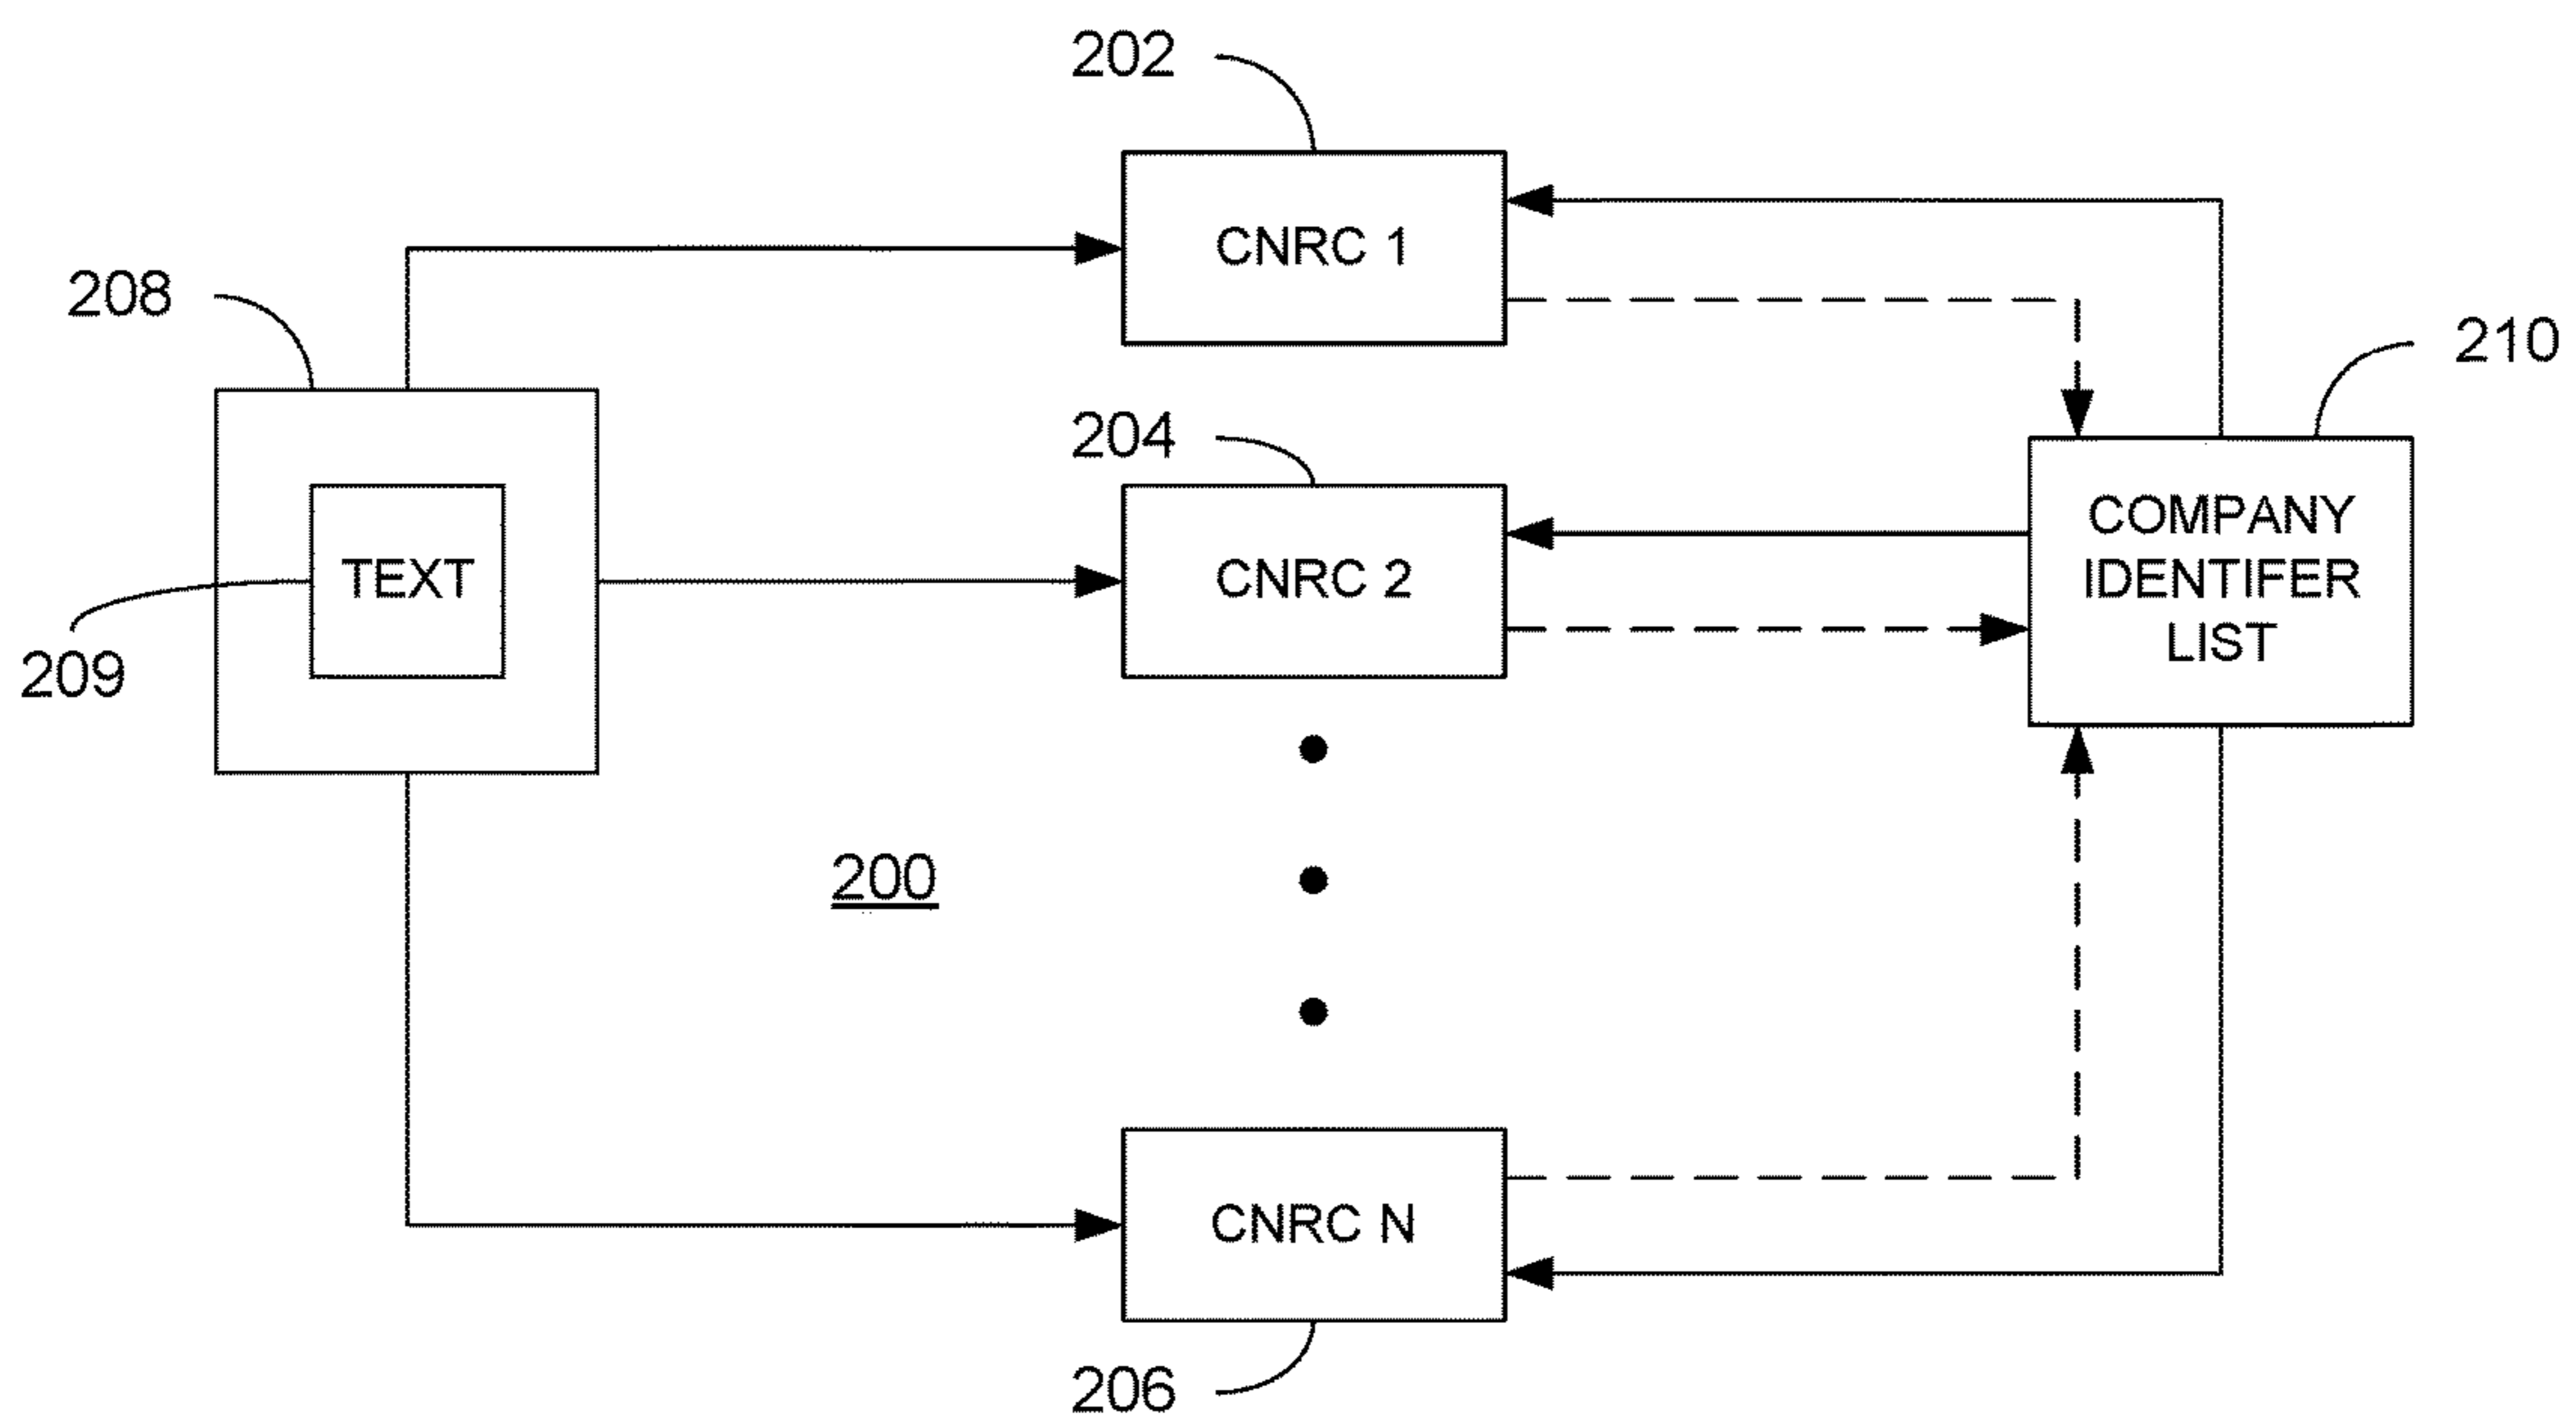 202
CNRC 1
208
210
204
COMPANY
IDENTIFER
LIST
TEXT
CNRC 2
209
200
CNRC N
206